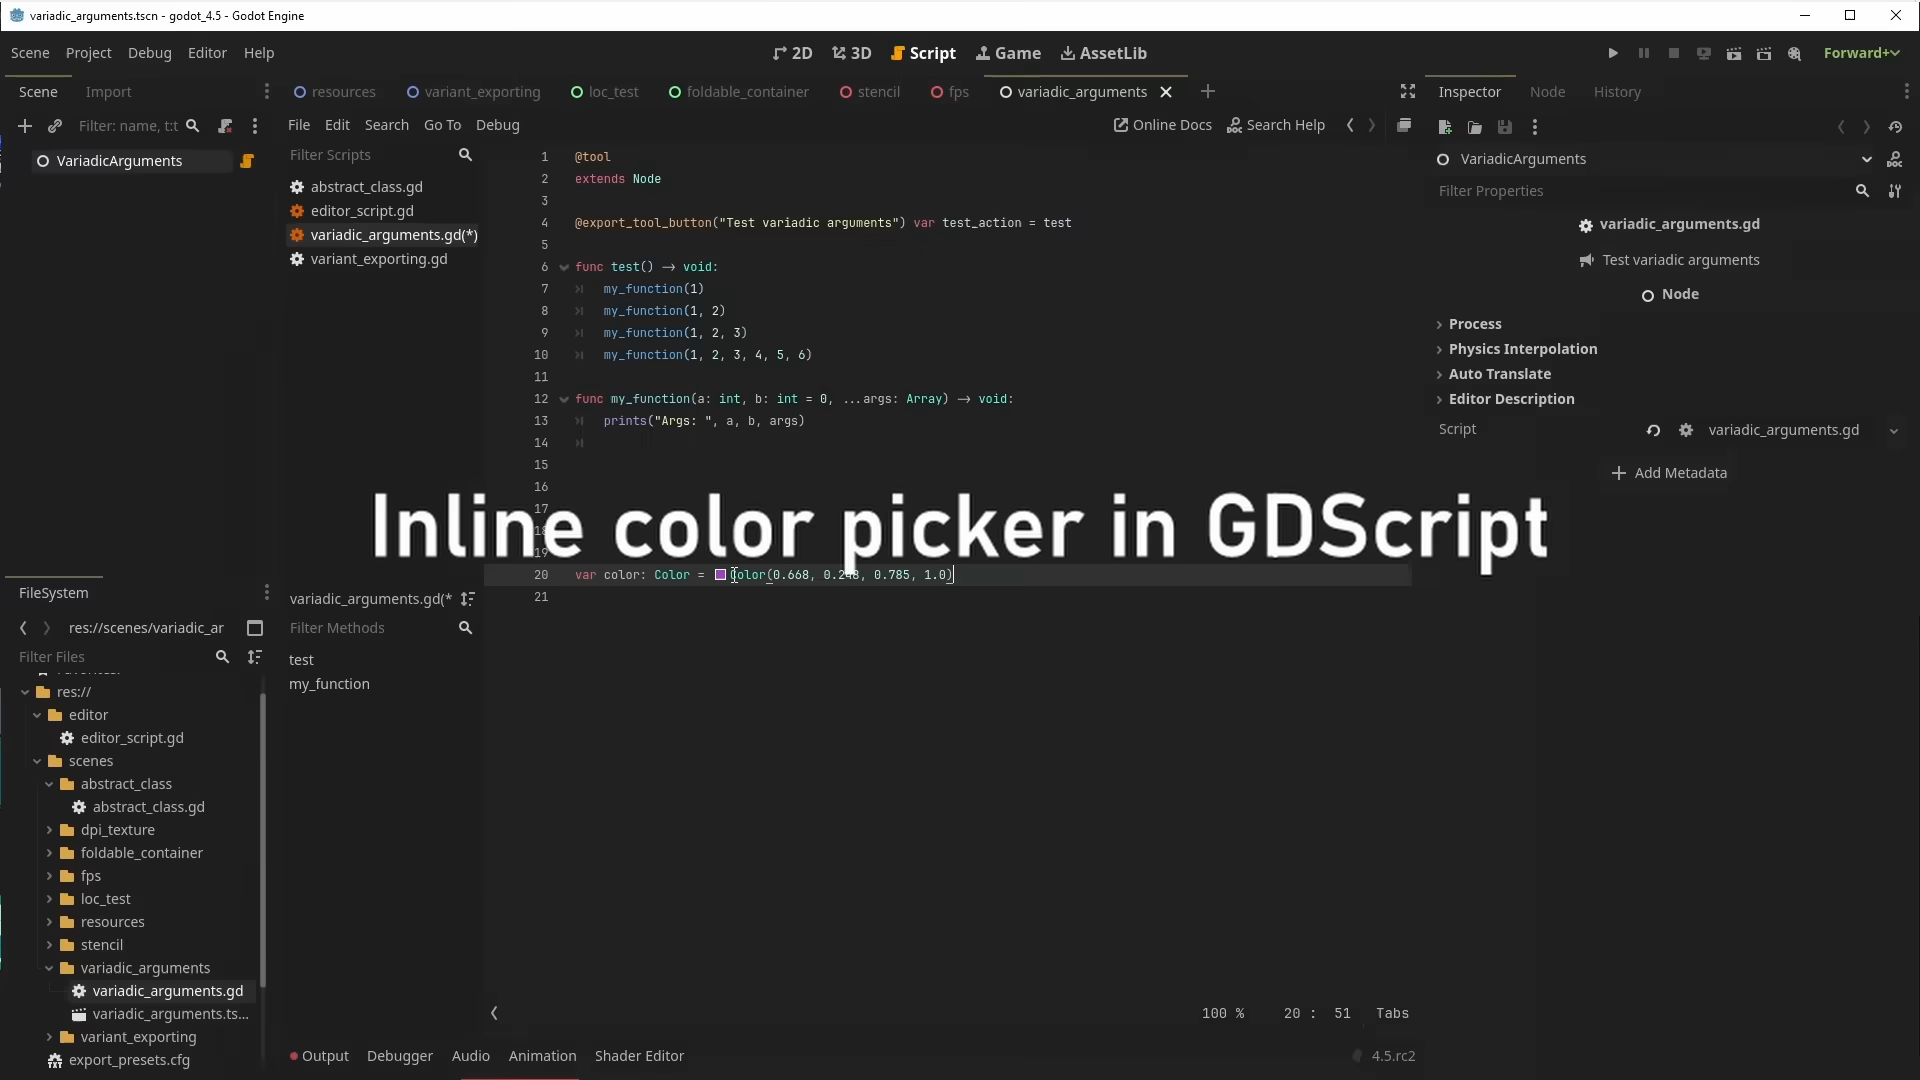 variadic_arguments.tscn - godot_4.5 - Godot Engine
Scene Project Debug Editor Help
2D 3D Script Game AssetLib
Forward+
Scene Import
resources variant_exporting loc_test foldable_container stencil fps variadic_arguments
Inspector Node History
Filter: name, t:t
File Edit Search Go To Debug
Online Docs Search Help
VariadicArguments
Filter Scripts
abstract_class.gd
editor_script.gd
variadic_arguments.gd(*)
variant_exporting.gd
1 @tool
2 extends Node
3
4 @export_tool_button("Test variadic arguments") var test_action = test
5
6 func test() -> void:
7 my_function(1)
8 my_function(1, 2)
9 my_function(1, 2, 3)
10 my_function(1, 2, 3, 4, 5, 6)
11
12 func my_function(a: int, b: int = 0, ...args: Array) -> void:
13 prints("Args: ", a, b, args)
14
15
16
17
18
19
Inline color picker in GDScript
20 var color: Color = Color(0.668, 0.248, 0.785, 1.0)
21
VariadicArguments
Filter Properties
variadic_arguments.gd
Test variadic arguments
Node
Process
Physics Interpolation
Auto Translate
Editor Description
Script variadic_arguments.gd
Add Metadata
variadic_arguments.gd(*
Filter Methods
test
my_function
FileSystem
res://scenes/variadic_ar
Filter Files
res://
editor
editor_script.gd
scenes
abstract_class
abstract_class.gd
dpi_texture
foldable_container
fps
loc_test
resources
stencil
variadic_arguments
variadic_arguments.gd
variadic_arguments.ts...
variant_exporting
export_presets.cfg
100 % 20 : 51 Tabs
Output Debugger Audio Animation Shader Editor
4.5.rc2